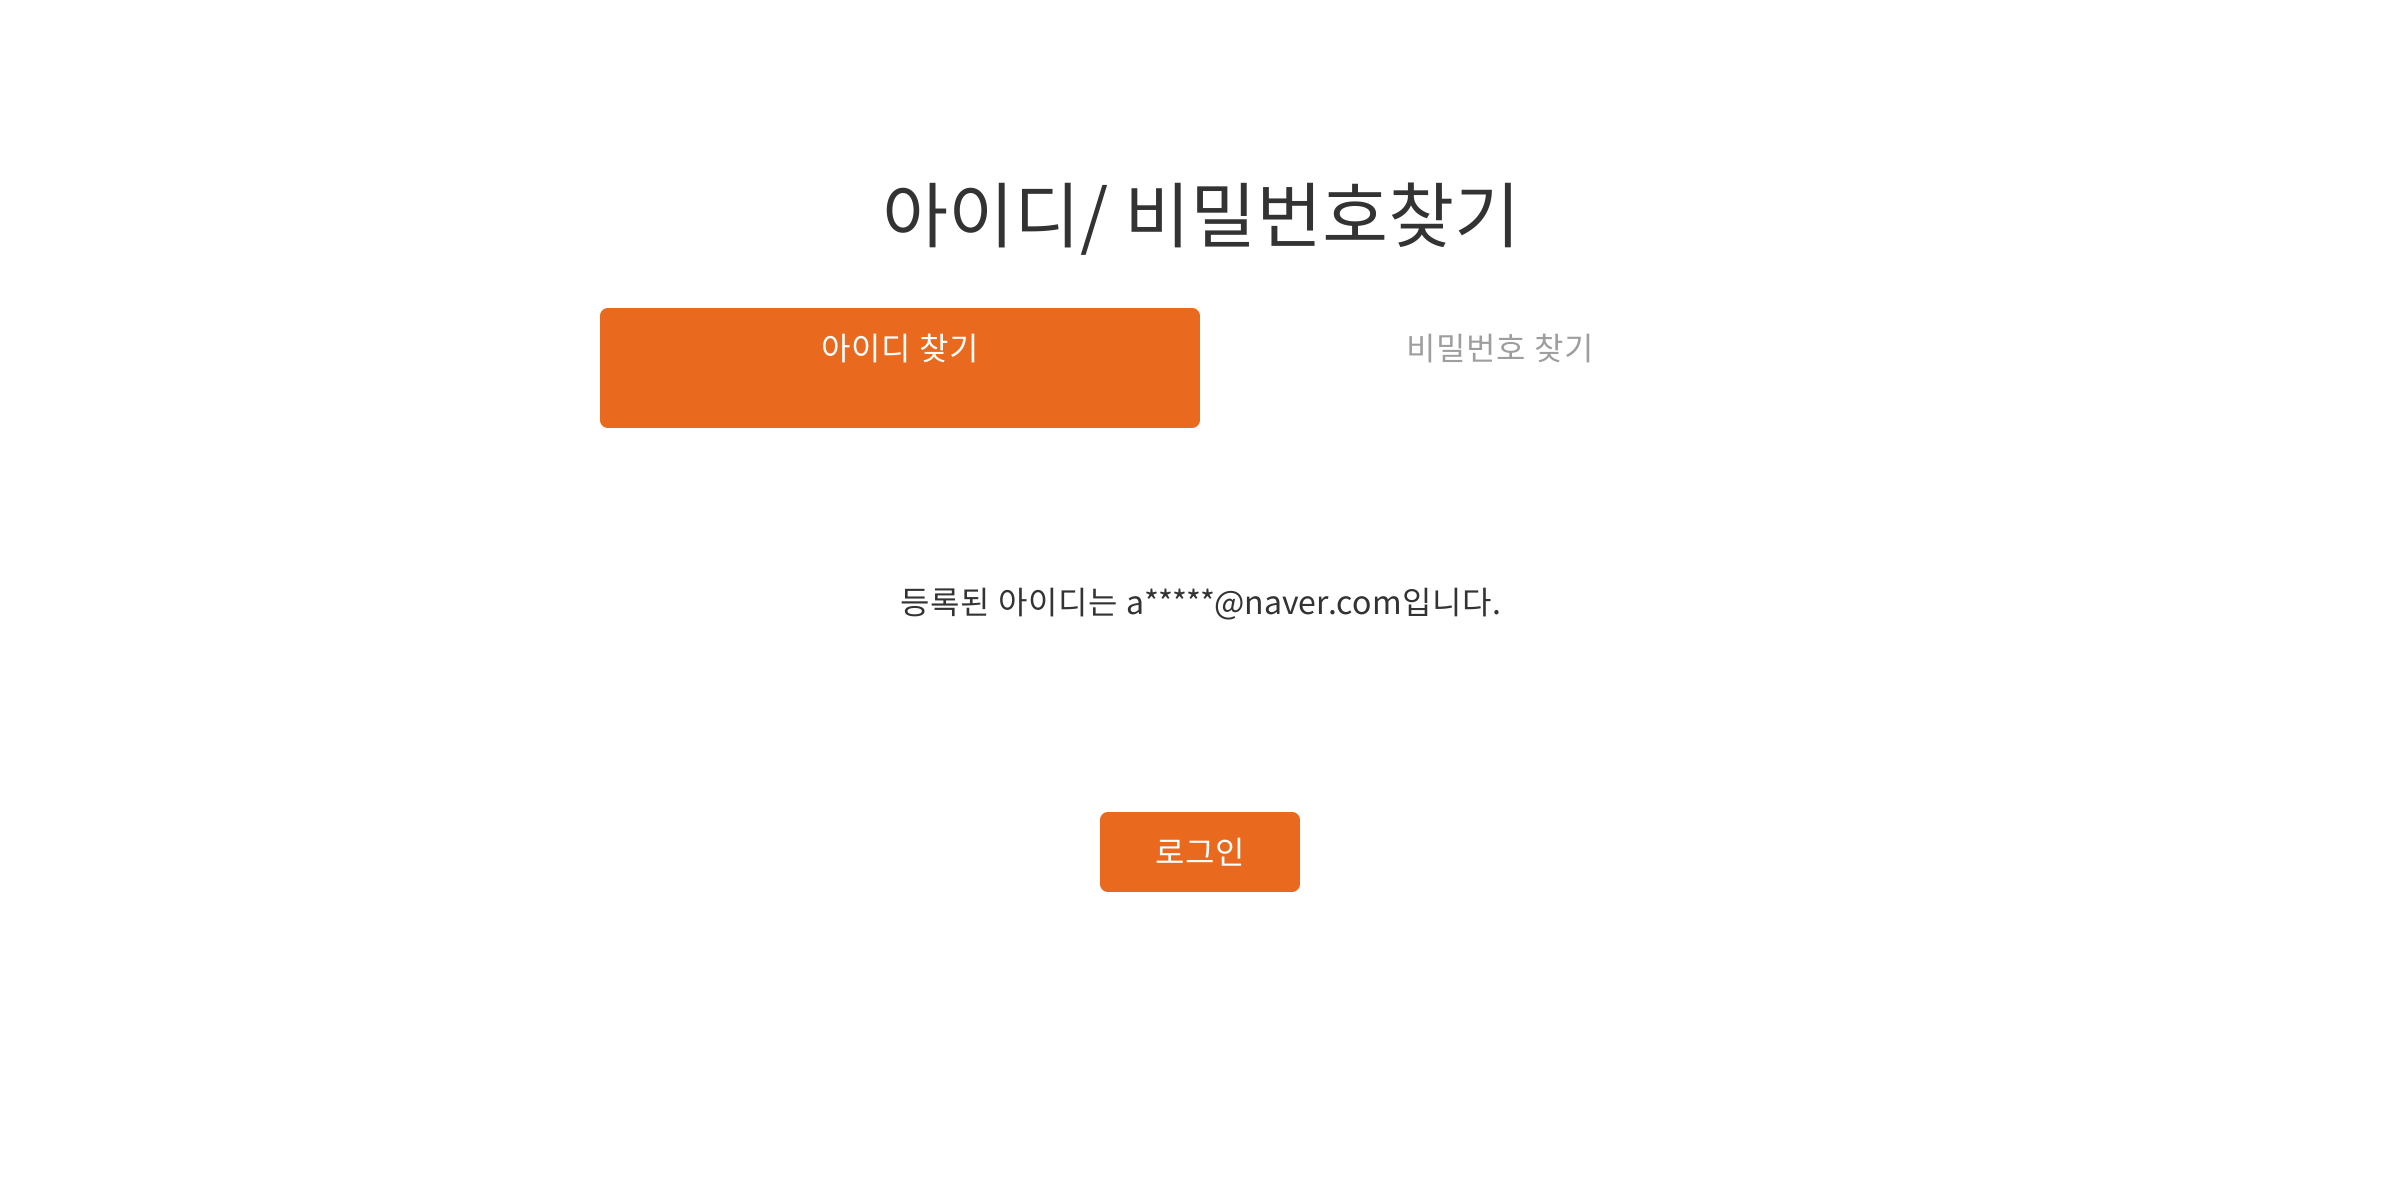 아이디/ 비밀번호찾기
아이디 찾기
비밀번호 찾기
등록된 아이디는 a*****@naver.com입니다.
로그인